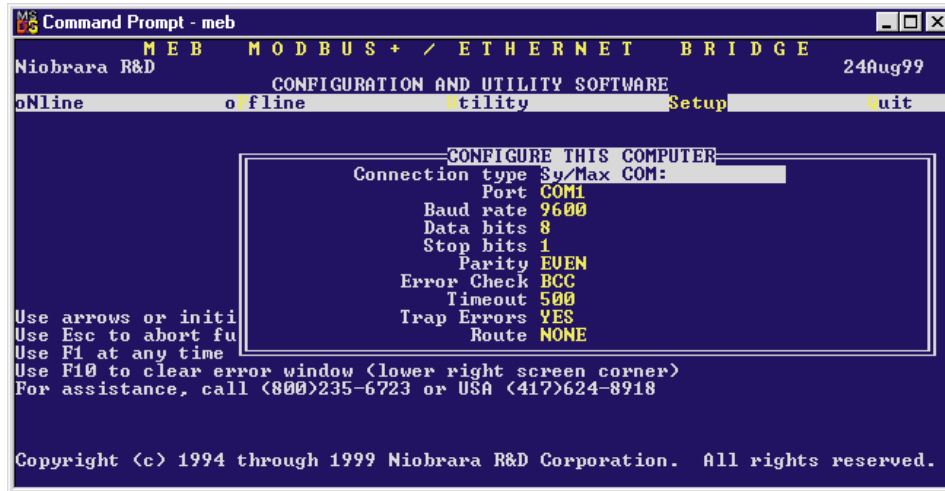 MS DOS Command Prompt - meb
M E B M O D B U S + / E T H E R N E T B R I D G E
Niobrara R&D 24Aug99
CONFIGURATION AND UTILITY SOFTWARE
oNline oFfline Utility Setup Quit
CONFIGURE THIS COMPUTER
Connection type Sy/Max COM:
Port COM1
Baud rate 9600
Data bits 8
Stop bits 1
Parity EVEN
Error Check BCC
Timeout 500
Use arrows or initi Trap Errors YES
Use Esc to abort fu Route NONE
Use F1 at any time
Use F10 to clear error window (lower right screen corner)
For assistance, call (800)235-6723 or USA (417)624-8918
Copyright (c) 1994 through 1999 Niobrara R&D Corporation. All rights reserved.